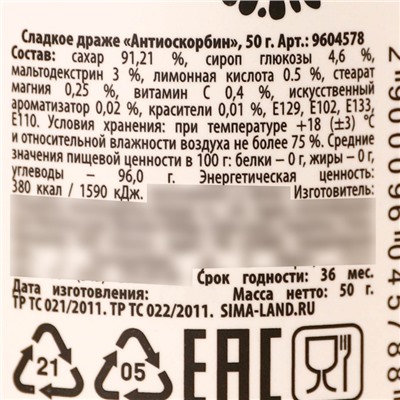 Сладкое драже «Антиоскорбин», 50 г. Арт.: 9604578
Состав: сахар 91,21 %, сироп глюкозы 4,6 %,
мальтодекстрин 3 %, лимонная кислота 0.5 %, стеарат
магния 0,25 %, витамин С 0,4 %, искусственный
ароматизатор 0,02 %, красители 0,01 %, Е129, Е102, Е133,
Е110. Условия хранения: при температуре +18 (±3) °С
и относительной влажности воздуха не более 75 %. Средние
значения пищевой ценности в 100 г: белки – 0 г, жиры – 0 г,
углеводы – 96,0 г. Энергетическая ценность:
380 ккал / 1590 кДж. Изготовитель:
Срок годности: 36 мес.
Дата изготовления: Масса нетто: 50 г.
ТР ТС 021/2011. ТР ТС 022/2011. SIMA-LAND.RU
21 05 EAC